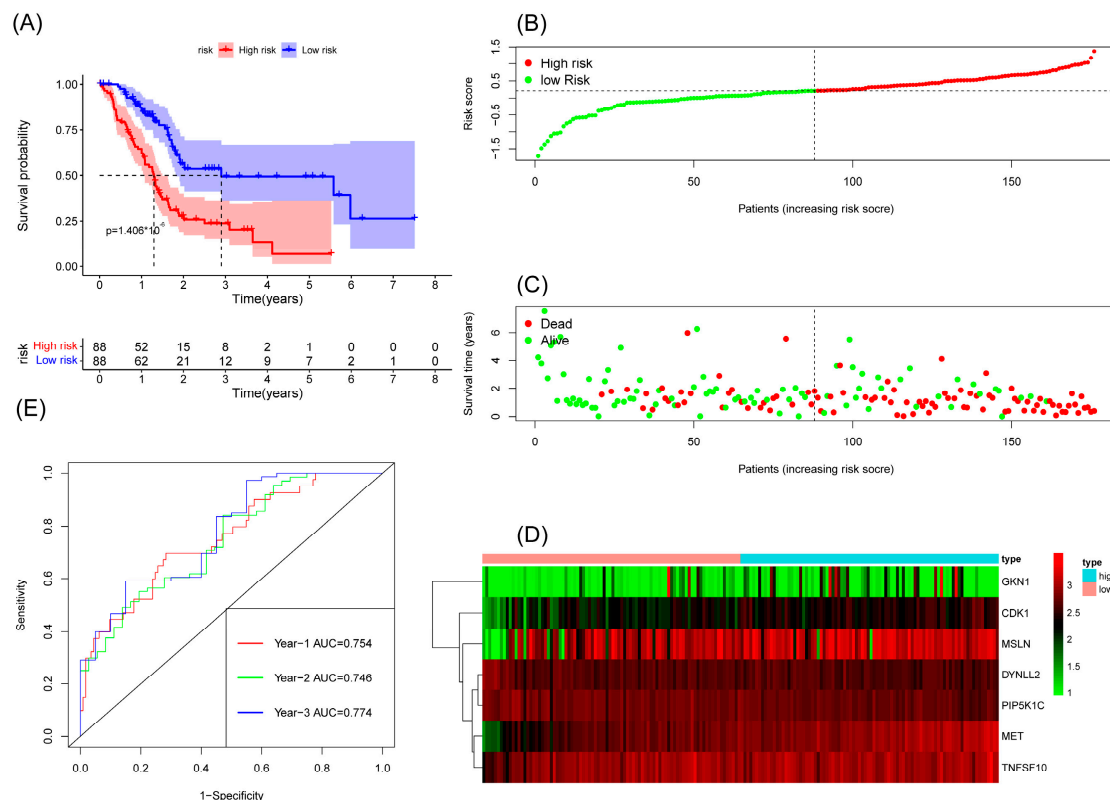 (A)
risk High risk Low risk
Survival probability
1.00
0.75
0.50
0.25
0.00
p=1.406*10^-6
0 1 2 3 4 5 6 7 8
Time(years)
risk
High risk 88 52 15 8 2 1 0 0 0
Low risk 88 62 21 12 9 7 2 1 0
0 1 2 3 4 5 6 7 8
Time(years)
(B)
High risk
low Risk
Risk score
1.5
0.5
-0.5
-1.5
0 50 100 150
Patients (increasing risk socre)
(C)
Dead
Alive
Survival time (years)
6
4
2
0
0 50 100 150
Patients (increasing risk socre)
(E)
Sensitivity
1.0
0.8
0.6
0.4
0.2
0.0
Year-1 AUC=0.754
Year-2 AUC=0.746
Year-3 AUC=0.774
0.0 0.2 0.4 0.6 0.8 1.0
1-Specificity
(D)
type
GKN1
CDK1
MSLN
DYNLL2
PIP5K1C
MET
TNFSF10
3
2.5
2
1.5
1
type
high
low